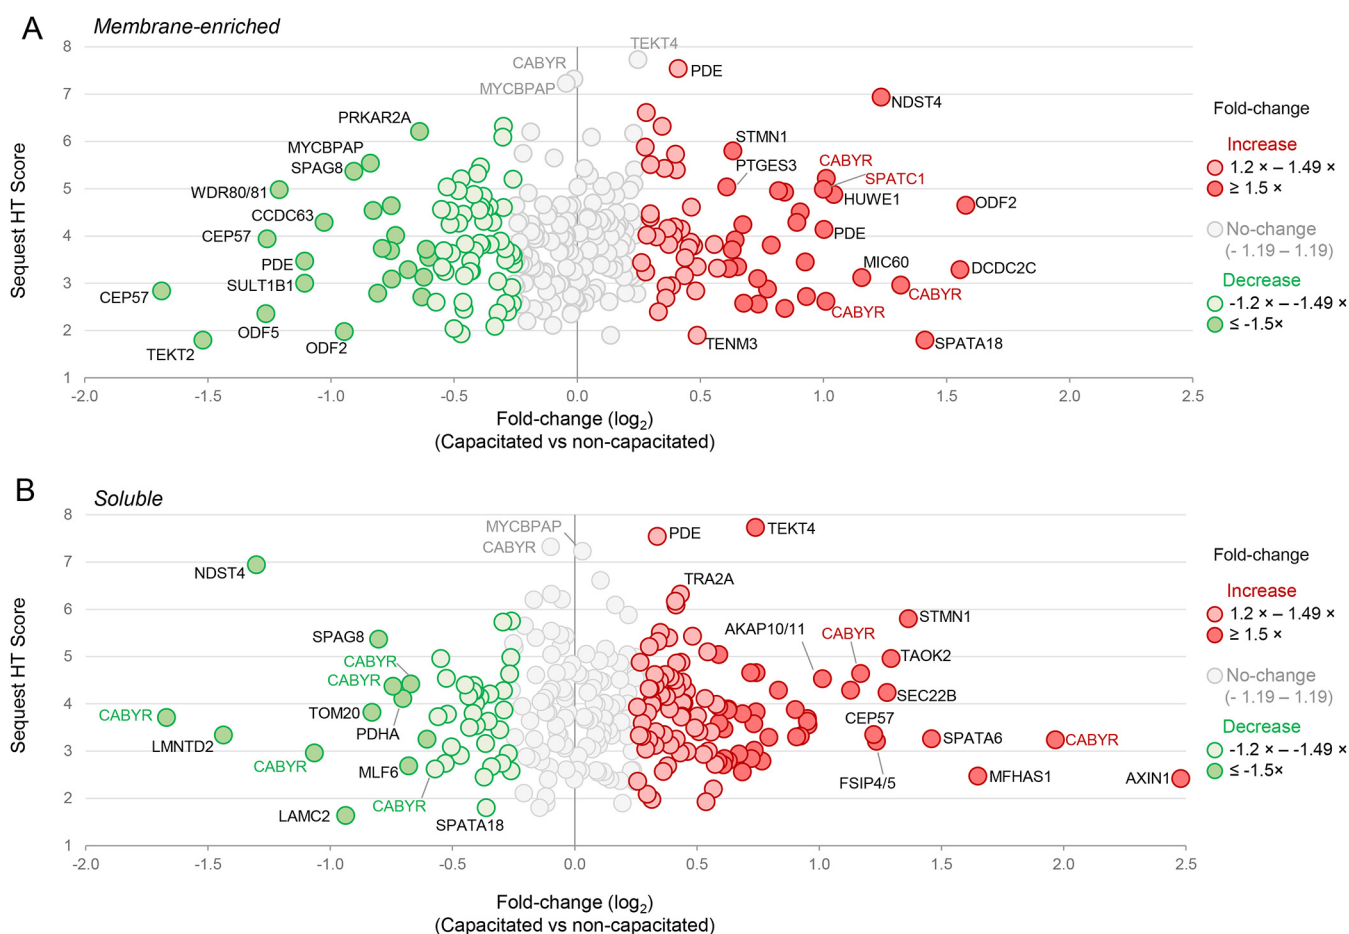 A
Membrane-enriched
Sequest HT Score
8
7
6
5
4
3
2
1
TEKT4
CABYR
MYCBPAP
PDE
NDST4
PRKAR2A
MYCBPAP
SPAG8
STMN1
PTGES3
CABYR
SPATC1
WDR80/81
HUWE1
ODF2
CCDC63
CEP57
PDE
PDE
SULT1B1
MIC60
DCDC2C
CEP57
CABYR
CABYR
ODF5
TEKT2
ODF2
TENM3
SPATA18
-2.0
-1.5
-1.0
-0.5
0.0
0.5
1.0
1.5
2.0
2.5
Fold-change (log2)
(Capacitated vs non-capacitated)
Fold-change
Increase
1.2 × – 1.49 ×
≥ 1.5 ×
No-change
(- 1.19 – 1.19)
Decrease
-1.2 × – -1.49 ×
≤ -1.5×
B
Soluble
Sequest HT Score
8
7
6
5
4
3
2
1
MYCBPAP
CABYR
PDE
TEKT4
NDST4
TRA2A
STMN1
SPAG8
AKAP10/11
CABYR
TAOK2
CABYR
CABYR
SEC22B
CABYR
TOM20
PDHA
CEP57
LMNTD2
SPATA6
CABYR
CABYR
MLF6
FSIP4/5
MFHAS1
AXIN1
CABYR
LAMC2
SPATA18
-2.0
-1.5
-1.0
-0.5
0.0
0.5
1.0
1.5
2.0
2.5
Fold-change (log2)
(Capacitated vs non-capacitated)
Fold-change
Increase
1.2 × – 1.49 ×
≥ 1.5 ×
No-change
(- 1.19 – 1.19)
Decrease
-1.2 × – -1.49 ×
≤ -1.5×